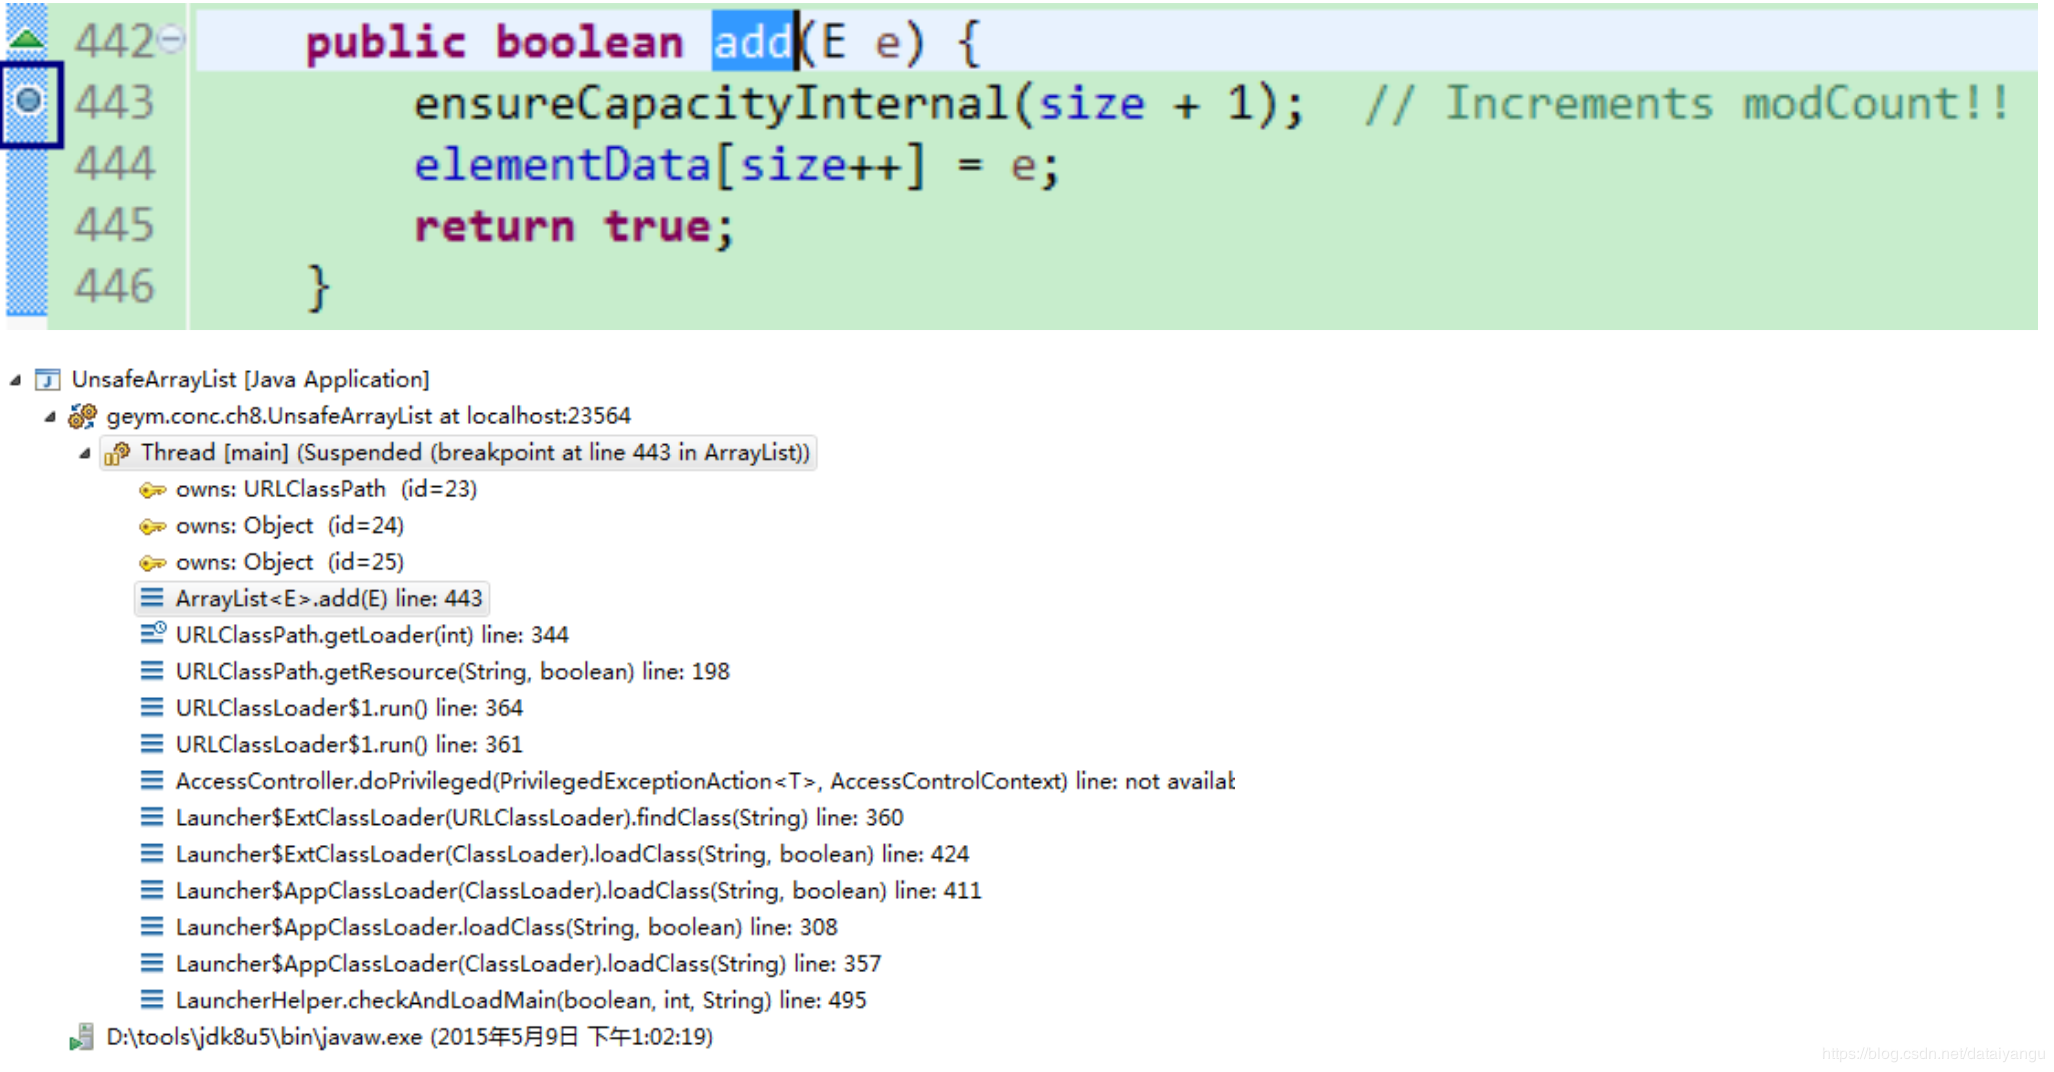 442 public boolean add(E e) {
443 ensureCapacityInternal(size + 1);  // Increments modCount!!
444 elementData[size++] = e;
445 return true;
446 }
UnsafeArrayList [Java Application]
geym.conc.ch8.UnsafeArrayList at localhost:23564
Thread [main] (Suspended (breakpoint at line 443 in ArrayList))
owns: URLClassPath (id=23)
owns: Object (id=24)
owns: Object (id=25)
ArrayList<E>.add(E) line: 443
URLClassPath.getLoader(int) line: 344
URLClassPath.getResource(String, boolean) line: 198
URLClassLoader$1.run() line: 364
URLClassLoader$1.run() line: 361
AccessController.doPrivileged(PrivilegedExceptionAction<T>, AccessControlContext) line: not availab
Launcher$ExtClassLoader(URLClassLoader).findClass(String) line: 360
Launcher$ExtClassLoader(ClassLoader).loadClass(String, boolean) line: 424
Launcher$AppClassLoader(ClassLoader).loadClass(String, boolean) line: 411
Launcher$AppClassLoader.loadClass(String, boolean) line: 308
Launcher$AppClassLoader(ClassLoader).loadClass(String) line: 357
LauncherHelper.checkAndLoadMain(boolean, int, String) line: 495
D:\tools\jdk8u5\bin\javaw.exe (2015年5月9日 下午1:02:19)
https://blog.csdn.net/dataiyangu